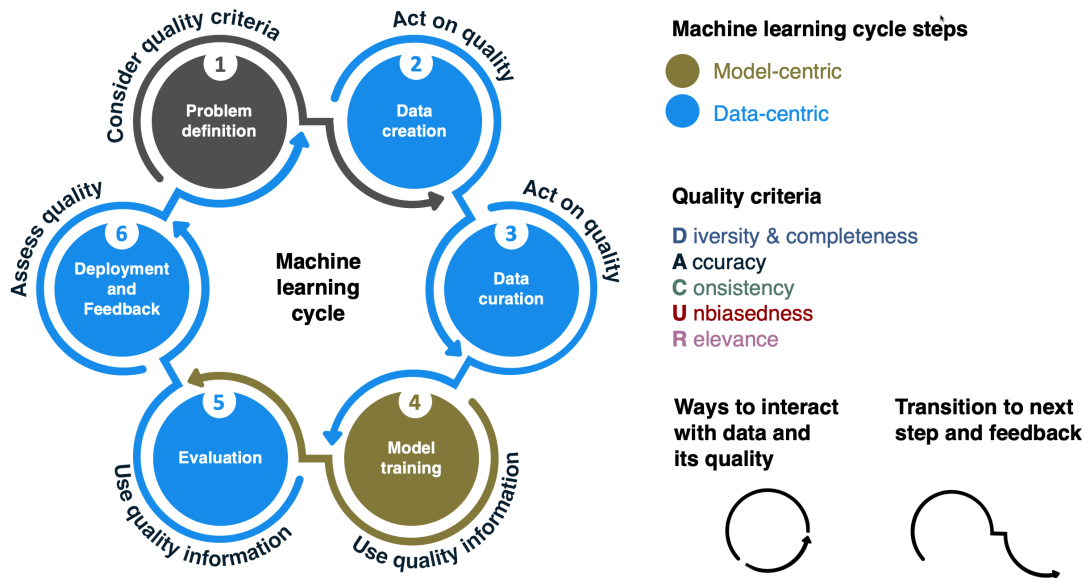 Consider quality criteria
1
Problem
definition
Act on quality
2
Data
creation
Act on quality
3
Data
curation
Use quality information
4
Model
training
Use quality information
5
Evaluation
Assess quality
6
Deployment
and
Feedback
Machine
learning
cycle
Machine learning cycle steps
Model-centric
Data-centric
Quality criteria
D iversity & completeness
A ccuracy
C onsistency
U nbiasedness
R elevance
Ways to interact
with data and
its quality
Transition to next
step and feedback